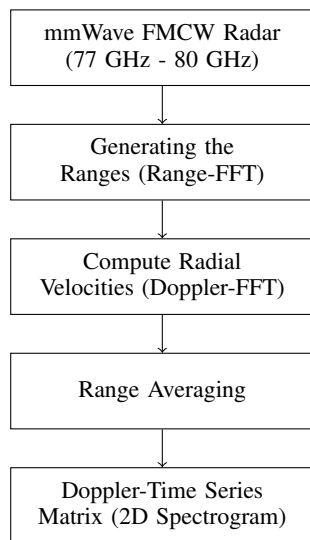 mmWave FMCW Radar
(77 GHz - 80 GHz)
Generating the
Ranges (Range-FFT)
Compute Radial
Velocities (Doppler-FFT)
Range Averaging
Doppler-Time Series
Matrix (2D Spectrogram)